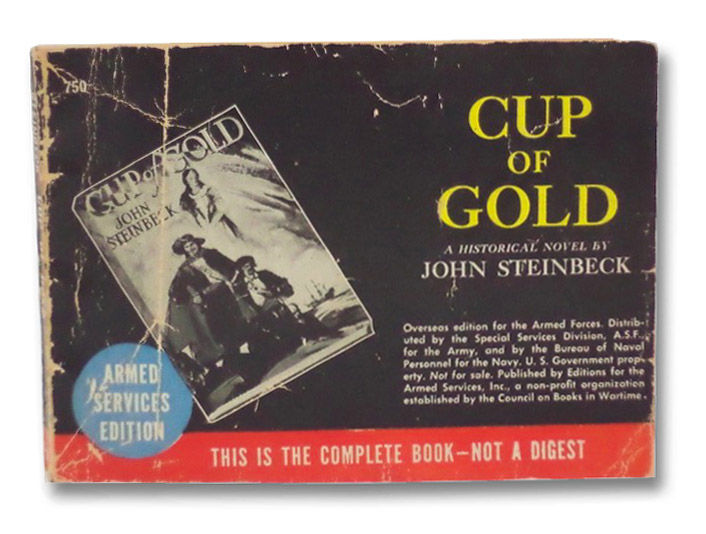 750
CUP of GOLD
JOHN
STEINBECK
CUP
OF
GOLD
A HISTORICAL NOVEL BY
JOHN STEINBECK
Overseas edition for the Armed Forces. Distrib-
uted by the Special Services Division, A.S.F.,
for the Army, and by the Bureau of Naval
Personnel for the Navy. U. S. Government prop-
erty. Not for sale. Published by Editions for the
Armed Services, Inc., a non-profit organization
established by the Council on Books in Wartime.
ARMED
SERVICES
EDITION
THIS IS THE COMPLETE BOOK—NOT A DIGEST